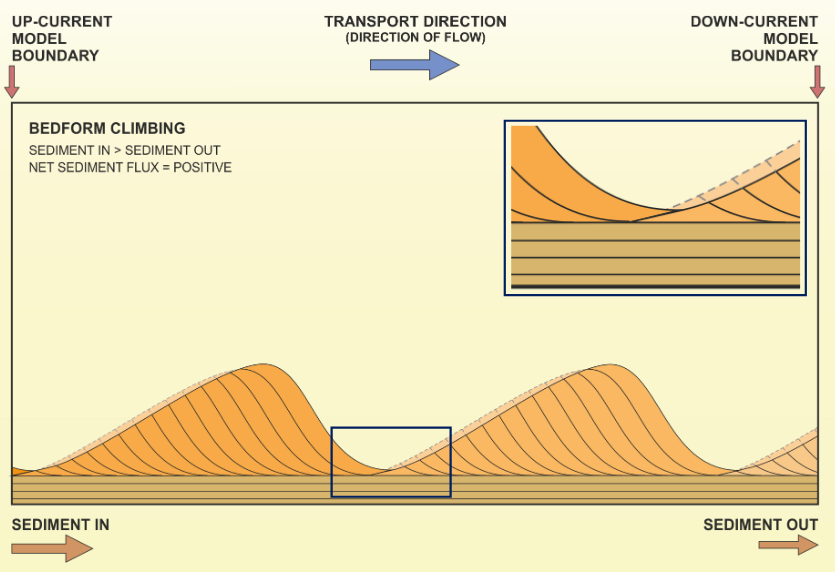 UP-CURRENT
MODEL
BOUNDARY
TRANSPORT DIRECTION
(DIRECTION OF FLOW)
DOWN-CURRENT
MODEL
BOUNDARY
BEDFORM CLIMBING
SEDIMENT IN > SEDIMENT OUT
NET SEDIMENT FLUX = POSITIVE
SEDIMENT IN
SEDIMENT OUT